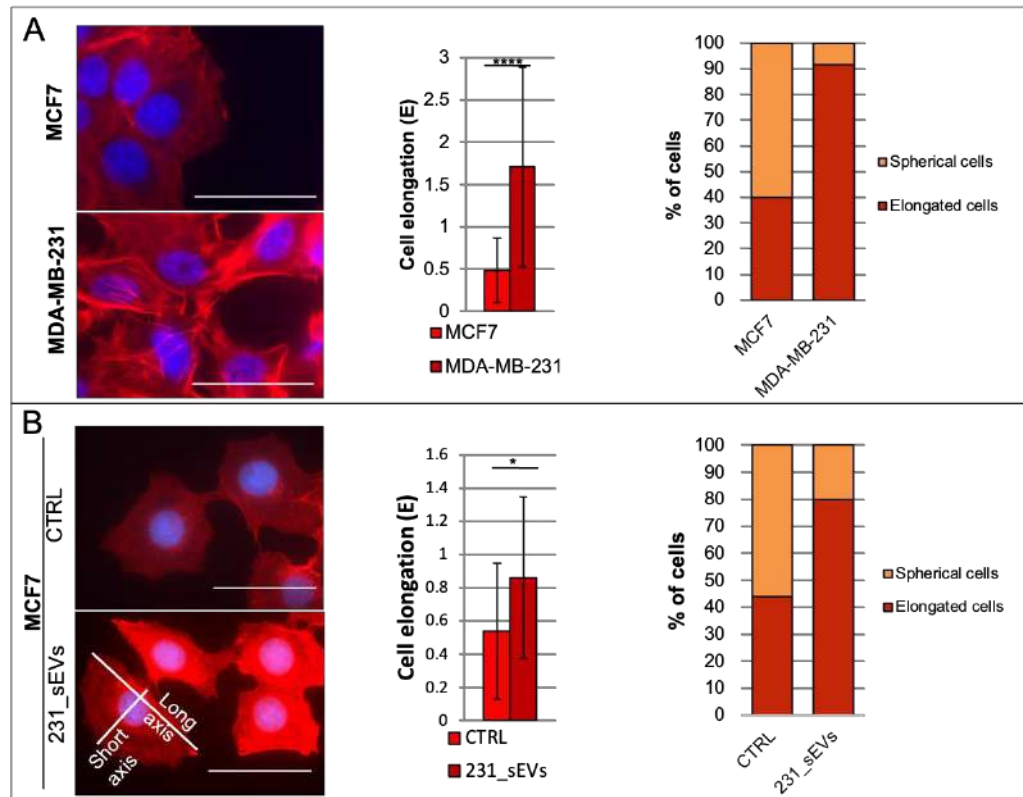 A
MCF7
MDA-MB-231
Cell elongation (E)
3
2.5
2
1.5
1
0.5
0
****
MCF7
MDA-MB-231
% of cells
100
90
80
70
60
50
40
30
20
10
0
MCF7
MDA-MB-231
Spherical cells
Elongated cells
B
MCF7
CTRL
231_sEVs
Long
axis
Short
axis
Cell elongation (E)
1.6
1.4
1.2
1
0.8
0.6
0.4
0.2
0
*
CTRL
231_sEVs
% of cells
100
90
80
70
60
50
40
30
20
10
0
CTRL
231_sEVs
Spherical cells
Elongated cells